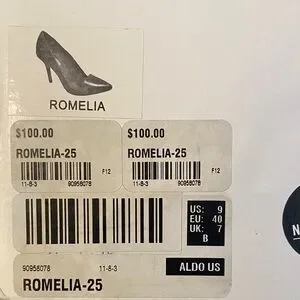 ROMELIA
$100.00
ROMELIA-25
F12
11-8-3 90958078
$100.00
ROMELIA-25
F12
11-8-3 90958078
US: 9
EU: 40
UK: 7
B
90958078 11-8-3
ALDO US
ROMELIA-25
N